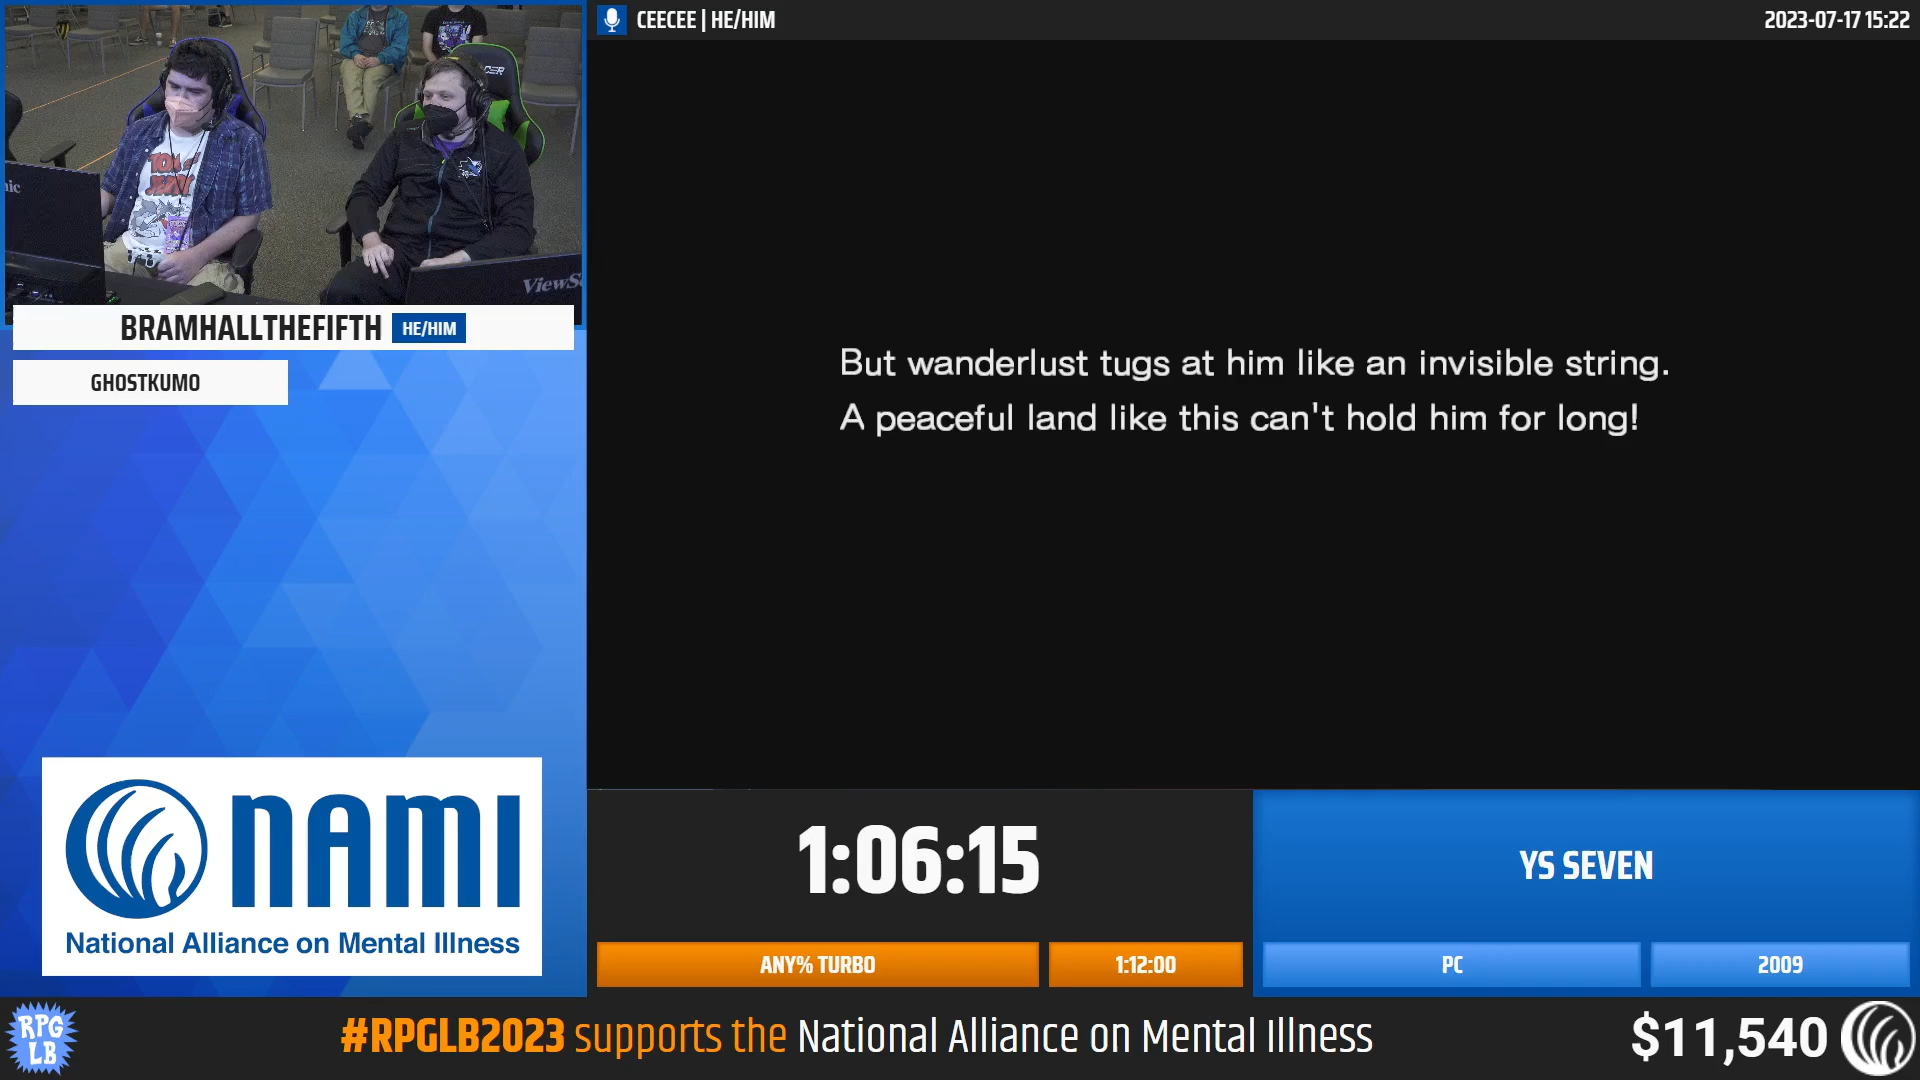 CEECEE | HE/HIM
2023-07-17 15:22
BRAMHALLTHEFIFTH
HE/HIM
GHOSTKUMO
But wanderlust tugs at him like an invisible string.
A peaceful land like this can't hold him for long!
NAMI
National Alliance on Mental Illness
1:06:15
YS SEVEN
ANY% TURBO
1:12:00
PC
2009
RPG
LB
#RPGLB2023 supports the National Alliance on Mental Illness
$11,540